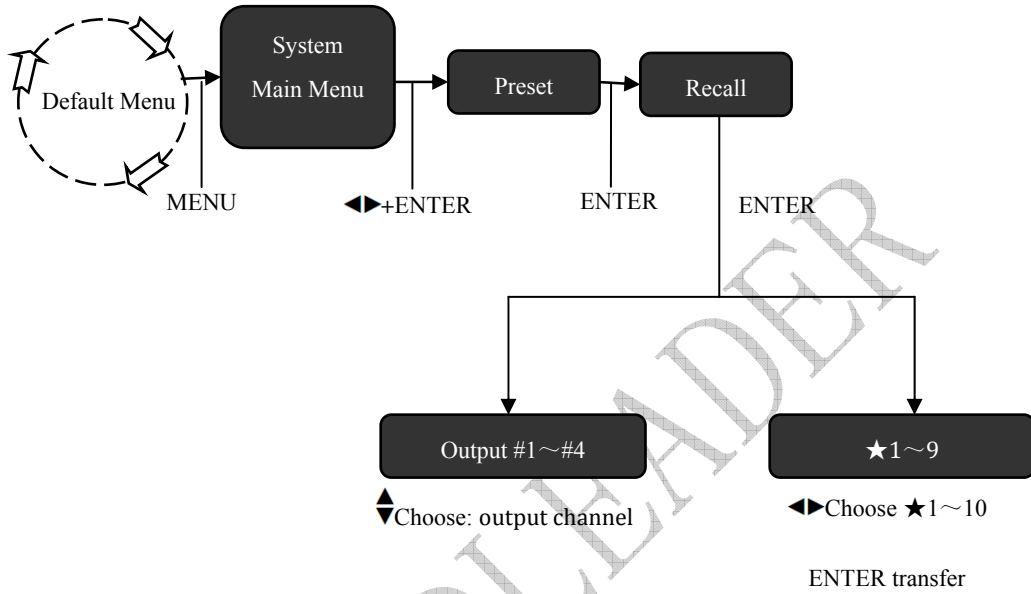 System
Main Menu
Default Menu
Preset
Recall
MENU
◀▶+ENTER
ENTER
ENTER
Output #1~#4
★1~9
▲▼Choose: output channel
◀▶Choose ★1~10
ENTER transfer
LEADER